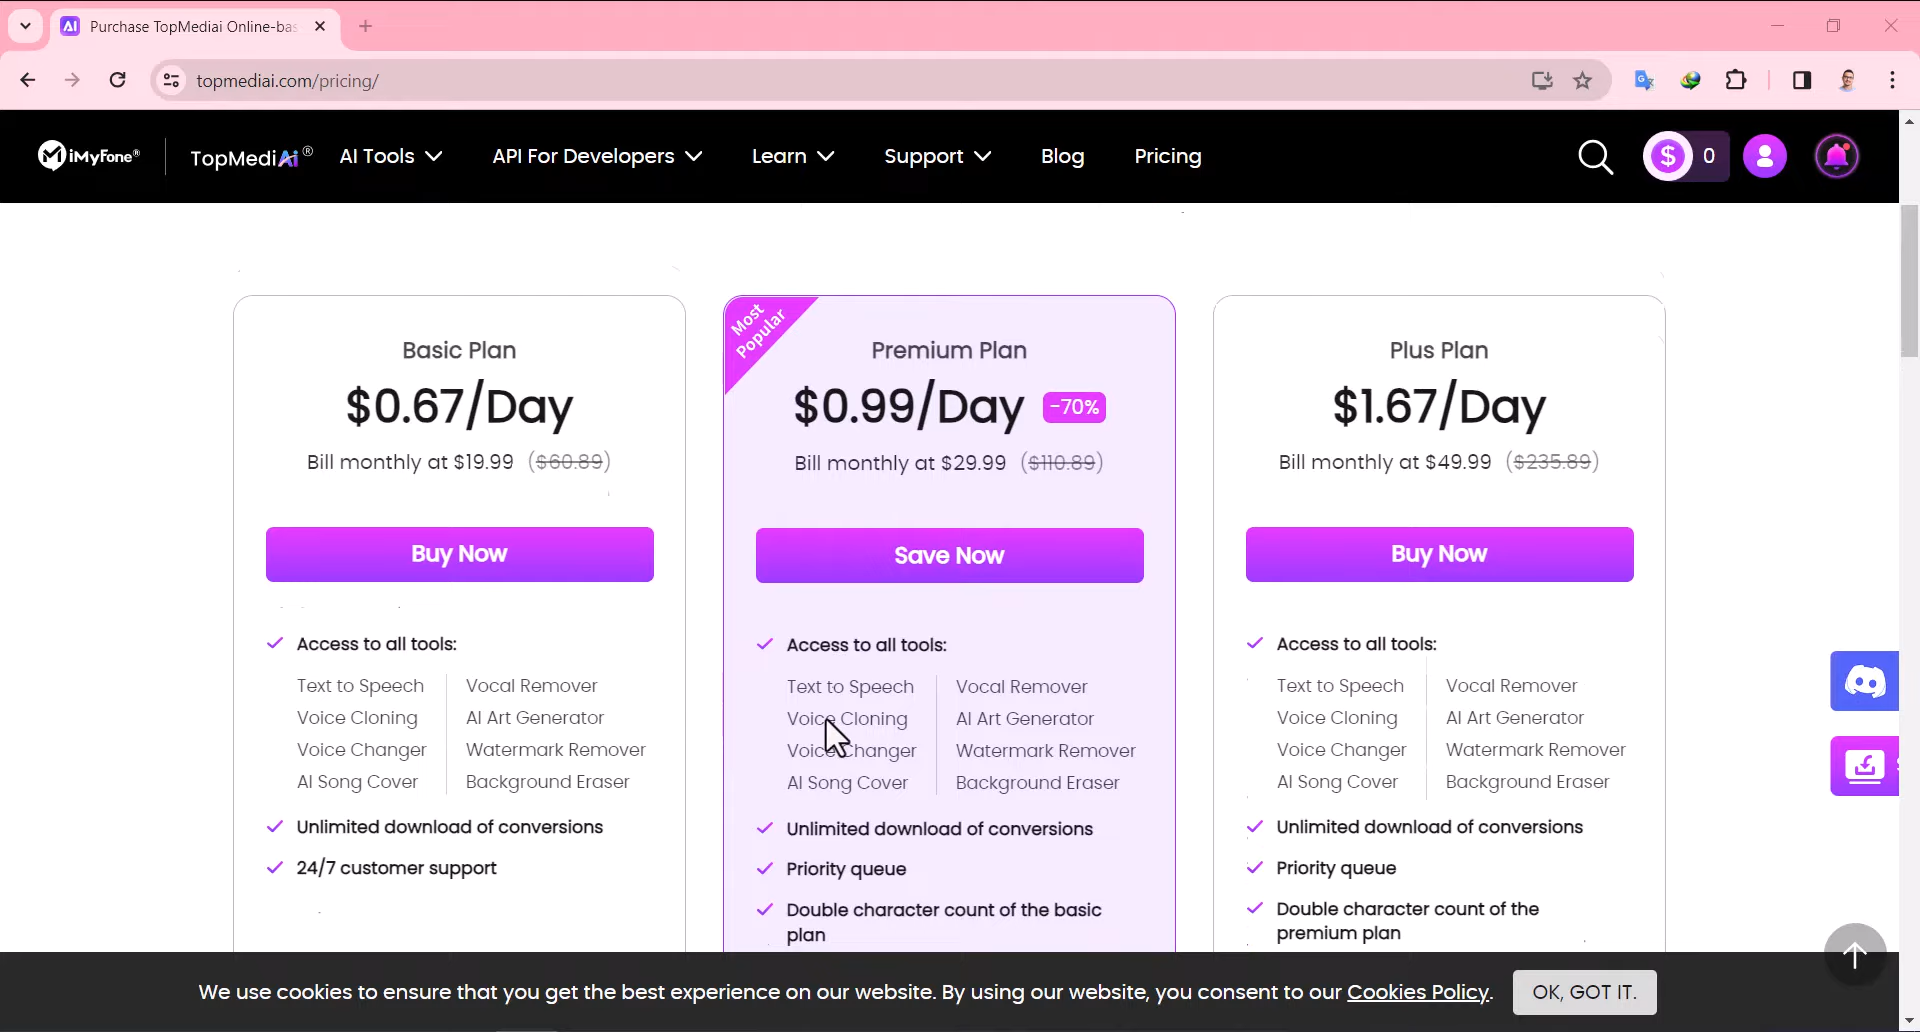 Purchase TopMediai Online-bas
topmediai.com/pricing/
iMyFone®
TopMediAi®
AI Tools
API For Developers
Learn
Support
Blog
Pricing
$ 0
Basic Plan
$0.67/Day
Bill monthly at $19.99 ($60.89)
Buy Now
Access to all tools:
Text to Speech
Voice Cloning
Voice Changer
AI Song Cover
Vocal Remover
AI Art Generator
Watermark Remover
Background Eraser
Unlimited download of conversions
24/7 customer support
Most
Popular
Premium Plan
$0.99/Day -70%
Bill monthly at $29.99 ($110.89)
Save Now
Access to all tools:
Text to Speech
Voice Cloning
Voice Changer
AI Song Cover
Vocal Remover
AI Art Generator
Watermark Remover
Background Eraser
Unlimited download of conversions
Priority queue
Double character count of the basic
plan
Plus Plan
$1.67/Day
Bill monthly at $49.99 ($235.89)
Buy Now
Access to all tools:
Text to Speech
Voice Cloning
Voice Changer
AI Song Cover
Vocal Remover
AI Art Generator
Watermark Remover
Background Eraser
Unlimited download of conversions
Priority queue
Double character count of the
premium plan
We use cookies to ensure that you get the best experience on our website. By using our website, you consent to our Cookies Policy.
OK, GOT IT.